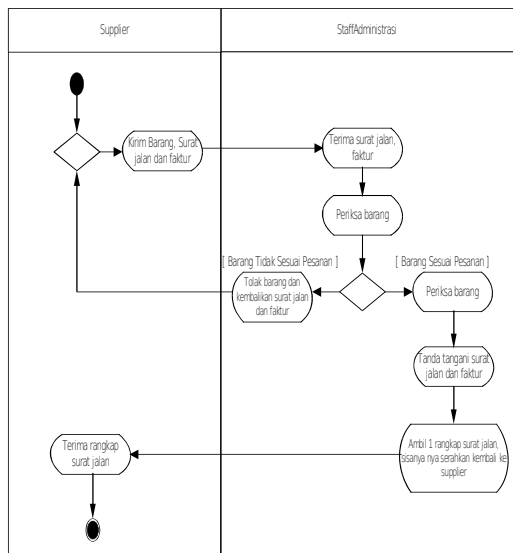 Supplier
StaffAdministrasi
Kirim Barang, Surat
jalan dan faktur
Terima surat jalan,
faktur
Periksa barang
[ Barang Tidak Sesuai Pesanan ]
[ Barang Sesuai Pesanan ]
Tolak barang dan
kembalikan surat jalan
dan faktur
Periksa barang
Tanda tangani surat
jalan dan faktur
Ambil 1 rangkap surat jalan,
sisanya nya serahkan kembali ke
supplier
Terima rangkap
surat jalan